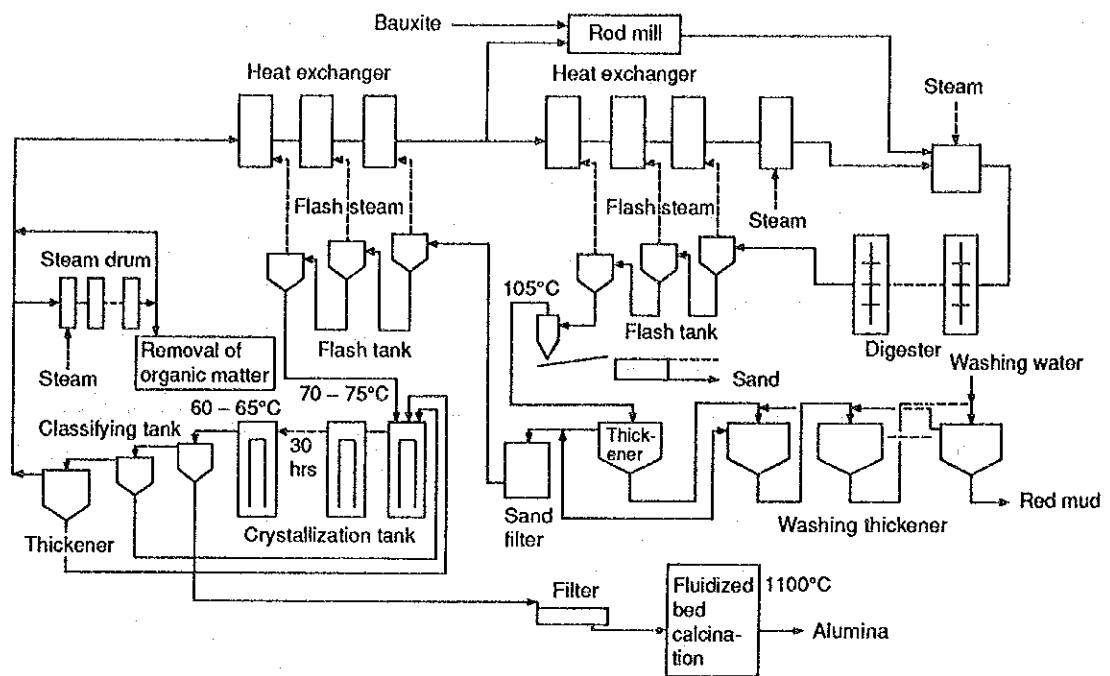 Bauxite
Rod mill
Heat exchanger
Heat exchanger
Steam
Flash steam
Flash steam
Steam
Steam drum
105°C
Flash tank
Flash tank
Digester
Removal of
organic matter
Steam
Sand
Washing water
70 – 75°C
60 – 65°C
Classifying tank
30
hrs
Thick-
ener
Sand
filter
Red mud
Washing thickener
Thickener
Crystallization tank
Filter
Fluidized
bed
calcina-
tion
1100°C
Alumina